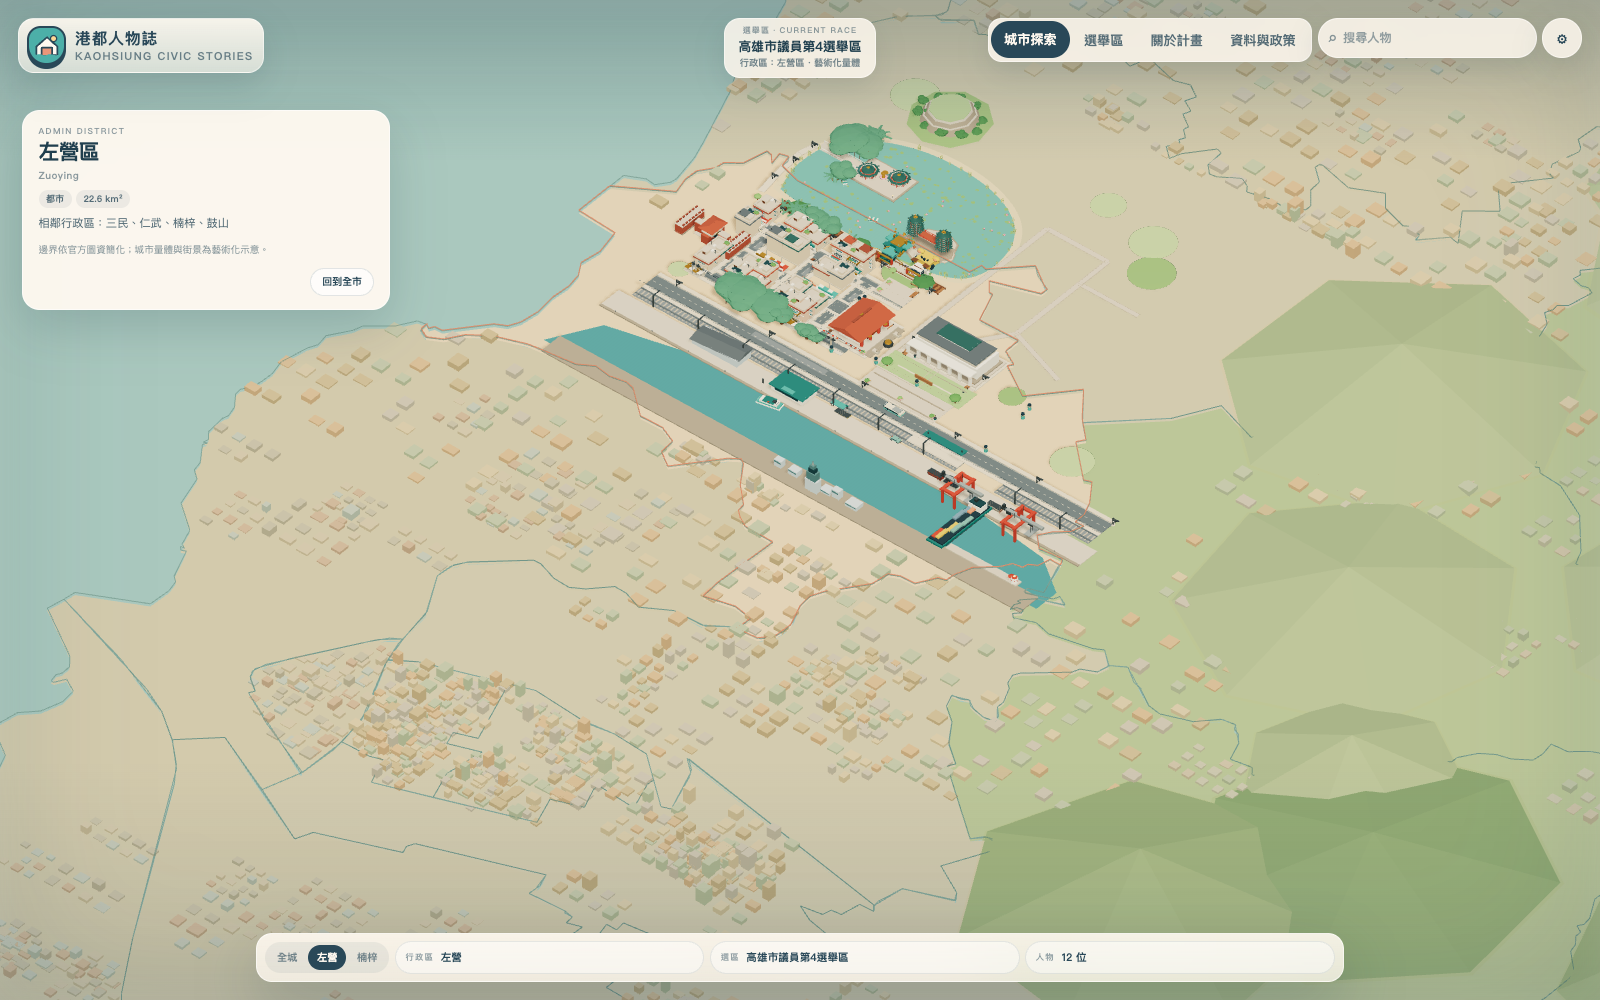 港都人物誌
KAOHSIUNG CIVIC STORIES
選舉區 · CURRENT RACE
高雄市議員第4選舉區
行政區：左營區 · 藝術化量體
城市探索
選舉區
關於計畫
資料與政策
搜尋人物
ADMIN DISTRICT
左營區
Zuoying
都市
22.6 km²
相鄰行政區：三民、仁武、楠梓、鼓山
邊界依官方圖資簡化；城市量體與街景為藝術化示意。
回到全市
全城
左營
楠梓
行政區 左營
選區 高雄市議員第4選舉區
人物 12 位